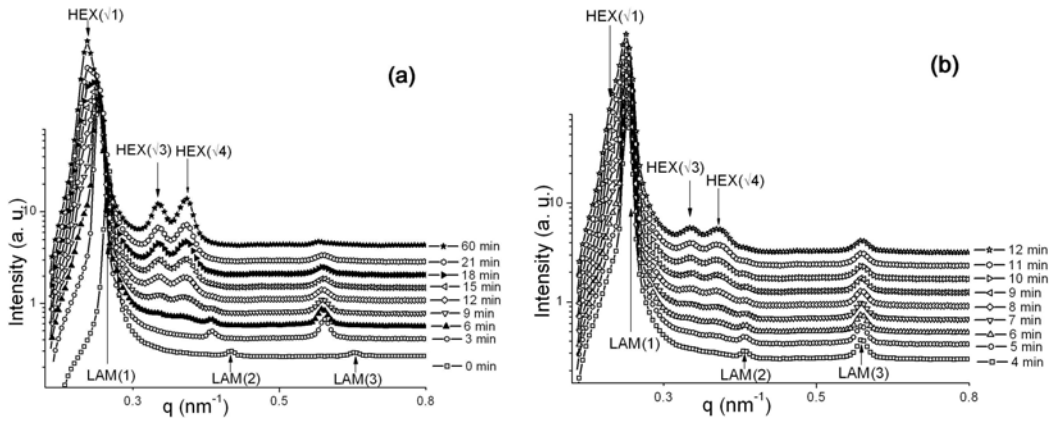 HEX(√1)
(a)
HEX(√3)
HEX(√4)
10
1
Intensity (a. u.)
60 min
21 min
18 min
15 min
12 min
9 min
6 min
3 min
0 min
LAM(1)
LAM(2)
LAM(3)
0.3
0.5
0.8
q (nm⁻¹)
HEX(√1)
(b)
HEX(√3)
HEX(√4)
10
1
Intensity (a. u.)
12 min
11 min
10 min
9 min
8 min
7 min
6 min
5 min
4 min
LAM(1)
LAM(2)
LAM(3)
0.3
0.5
0.8
q (nm⁻¹)